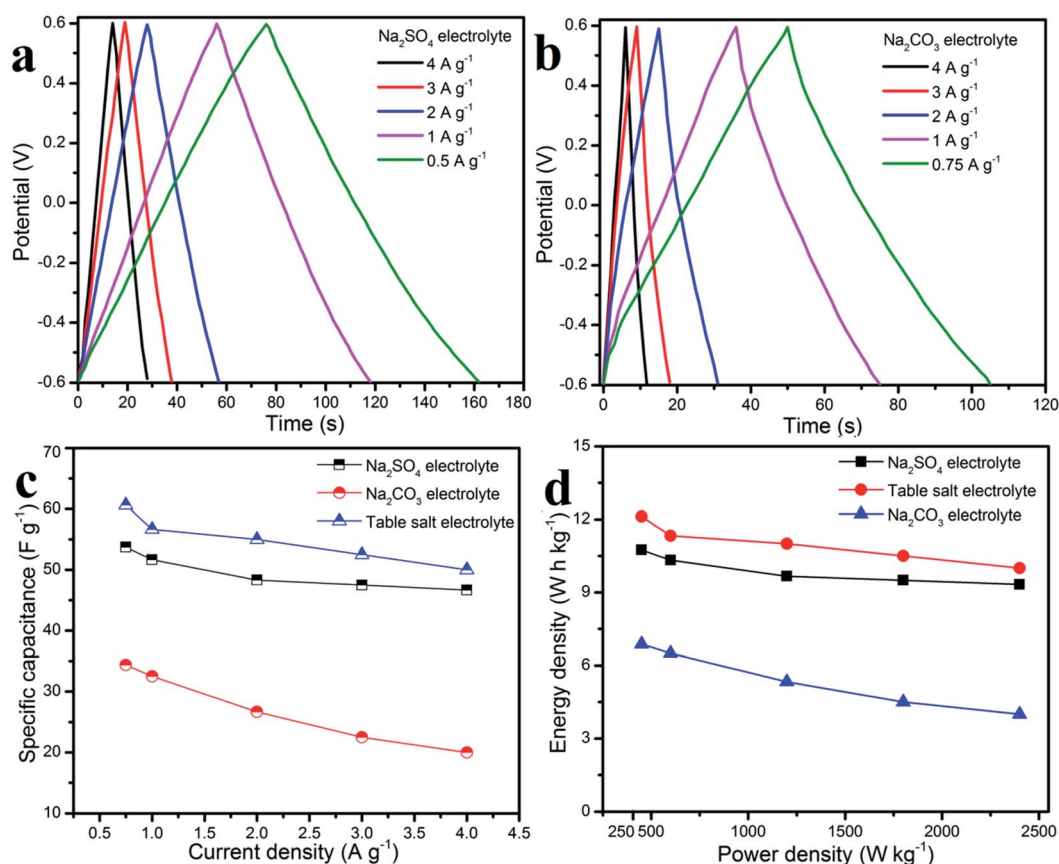 a
Na₂SO₄ electrolyte
4 A g⁻¹
3 A g⁻¹
2 A g⁻¹
1 A g⁻¹
0.5 A g⁻¹
Potential (V)
0.6
0.4
0.2
0.0
-0.2
-0.4
-0.6
0 20 40 60 80 100 120 140 160 180
Time (s)
b
Na₂CO₃ electrolyte
4 A g⁻¹
3 A g⁻¹
2 A g⁻¹
1 A g⁻¹
0.75 A g⁻¹
Potential (V)
0.6
0.4
0.2
0.0
-0.2
-0.4
-0.6
0 20 40 60 80 100 120
Time (s)
c
Na₂SO₄ electrolyte
Na₂CO₃ electrolyte
Table salt electrolyte
Specific capacitance (F g⁻¹)
70
60
50
40
30
20
10
0.5 1.0 1.5 2.0 2.5 3.0 3.5 4.0 4.5
Current density (A g⁻¹)
d
Na₂SO₄ electrolyte
Table salt electrolyte
Na₂CO₃ electrolyte
Energy density (W h kg⁻¹)
15
12
9
6
3
0
250 500 1000 1500 2000 2500
Power density (W kg⁻¹)